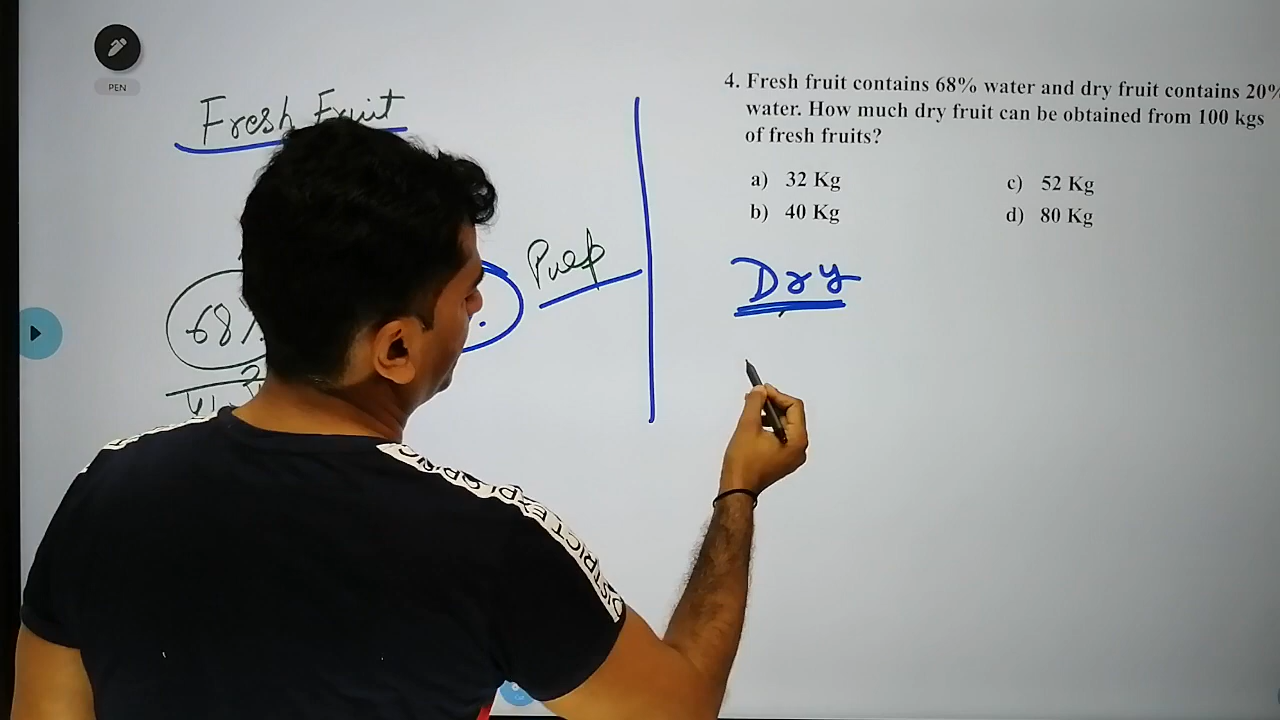 PEN
Fresh Fruit
68%
Pulp
4. Fresh fruit contains 68% water and dry fruit contains 20%
water. How much dry fruit can be obtained from 100 kgs
of fresh fruits?
a) 32 Kg
c) 52 Kg
b) 40 Kg
d) 80 Kg
Dry
DISTRICT EXPLORING